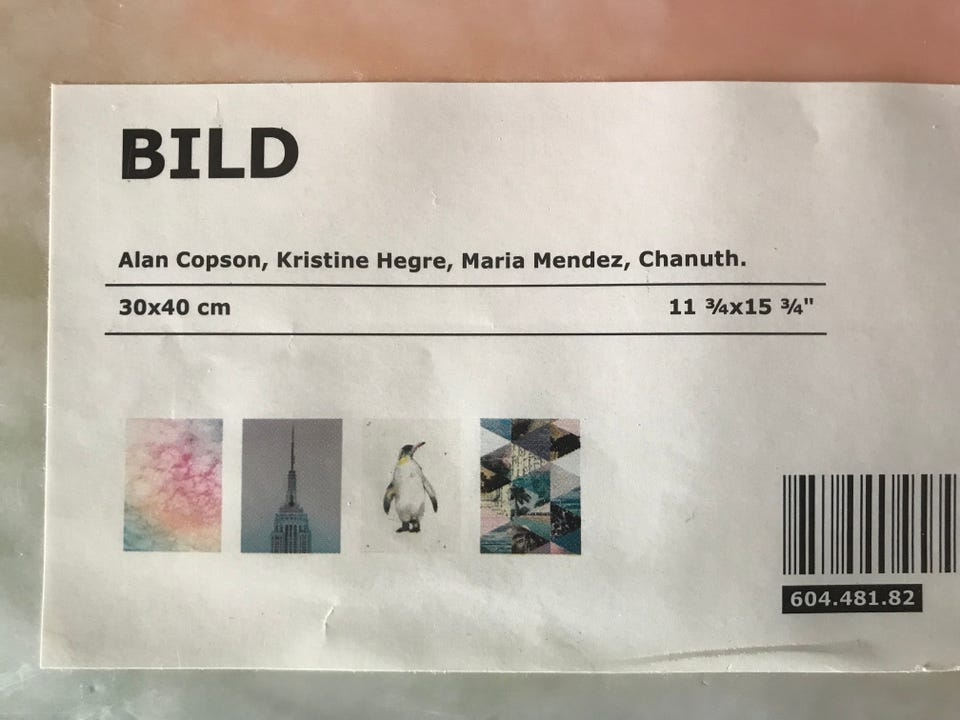 BILD
Alan Copson, Kristine Hegre, Maria Mendez, Chanuth.
30x40 cm 11 ¾x15 ¾"
604.481.82